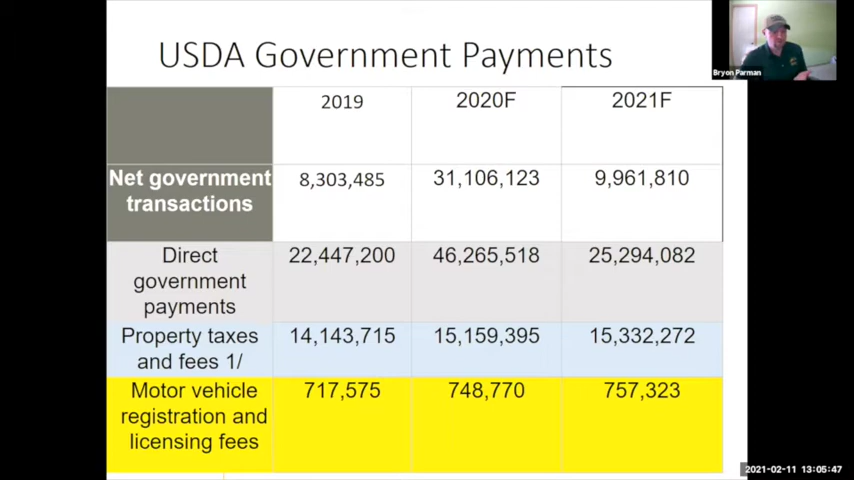 USDA Government Payments
Bryon Parman
2019 2020F 2021F
Net government
transactions
8,303,485 31,106,123 9,961,810
Direct
government
payments
22,447,200 46,265,518 25,294,082
Property taxes
and fees 1/
14,143,715 15,159,395 15,332,272
Motor vehicle
registration and
licensing fees
717,575 748,770 757,323
2021-02-11 13:05:47